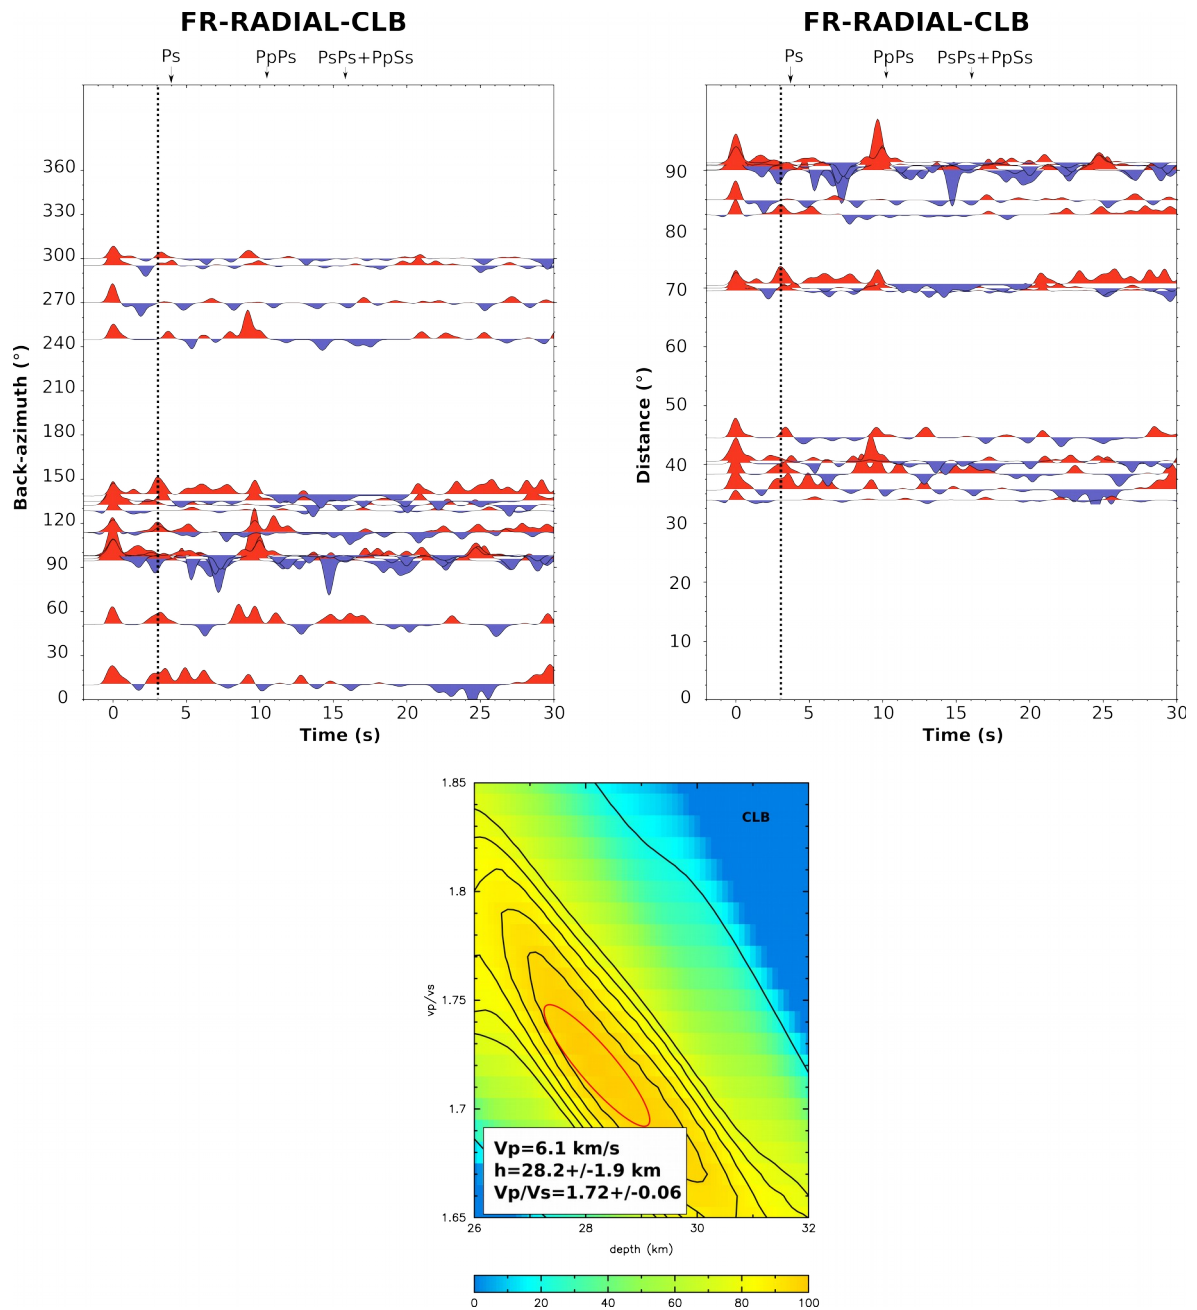 FR-RADIAL-CLB
Ps PpPs PsPs+PpSs
Back-azimuth (°)
360
330
300
270
240
210
180
150
120
90
60
30
0
0 5 10 15 20 25 30
Time (s)
FR-RADIAL-CLB
Ps PpPs PsPs+PpSs
Distance (°)
90
80
70
60
50
40
30
20
10
0
0 5 10 15 20 25 30
Time (s)
CLB
vp/vs
1.85
1.8
1.75
1.7
1.65
Vp=6.1 km/s
h=28.2+/-1.9 km
Vp/Vs=1.72+/-0.06
26 28 30 32
depth (km)
0 20 40 60 80 100